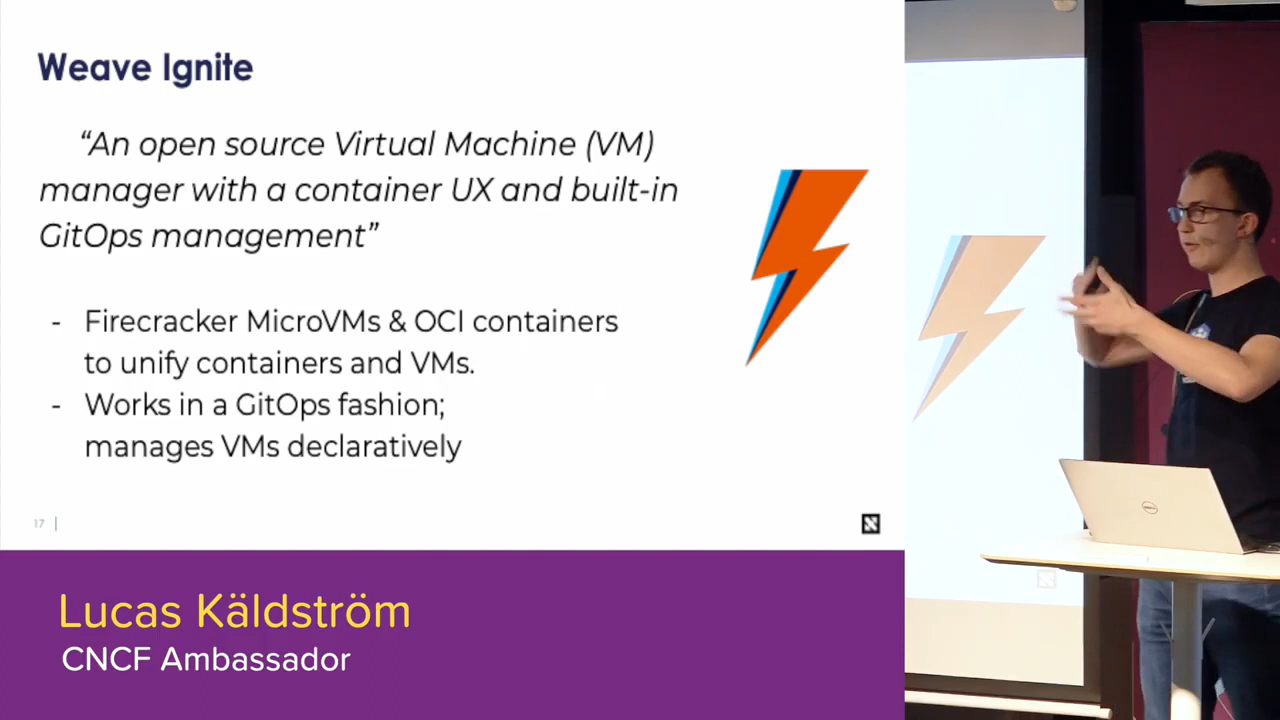 Weave Ignite
“An open source Virtual Machine (VM)
manager with a container UX and built-in
GitOps management”
- Firecracker MicroVMs & OCI containers
to unify containers and VMs.
- Works in a GitOps fashion;
manages VMs declaratively
17 |
Lucas Käldström
CNCF Ambassador
DELL